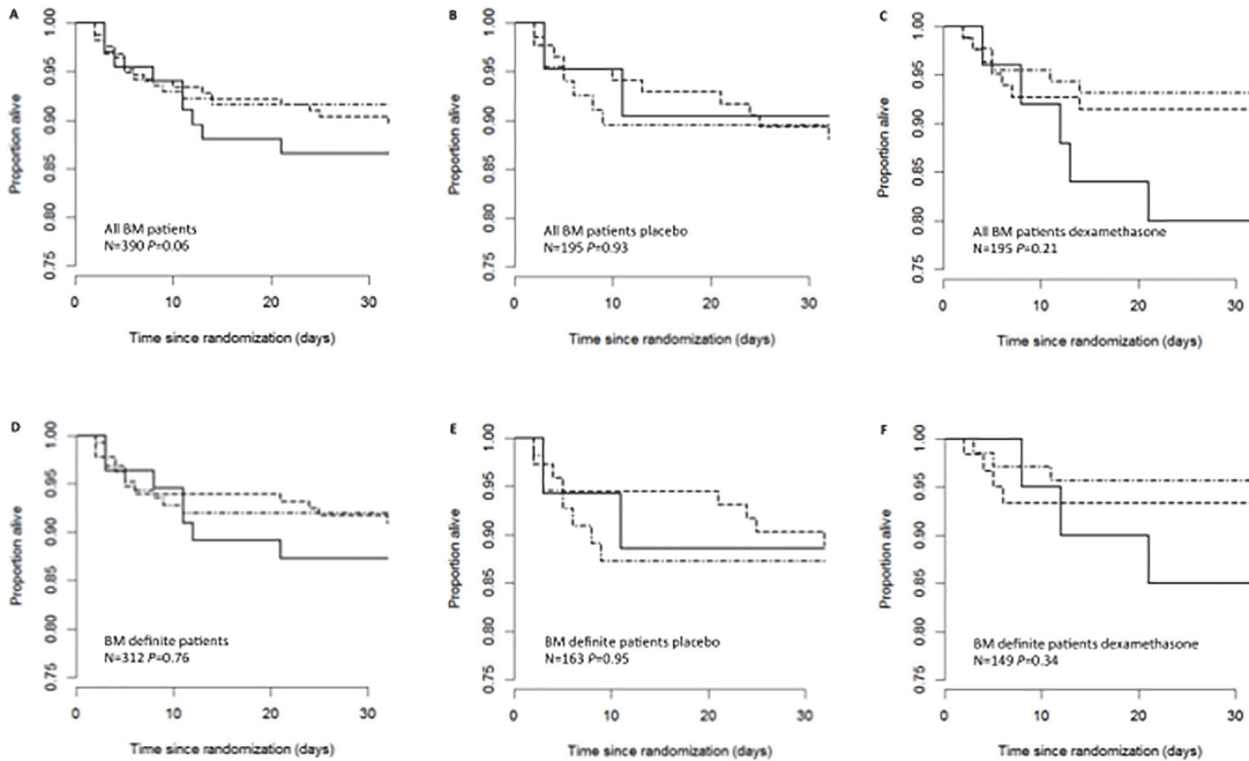 A
Proportion alive
1.00
0.95
0.90
0.85
0.80
0.75
All BM patients
N=390 P=0.06
0 10 20 30
Time since randomization (days)
B
Proportion alive
1.00
0.95
0.90
0.85
0.80
0.75
All BM patients placebo
N=195 P=0.93
0 10 20 30
Time since randomization (days)
C
Proportion alive
1.00
0.95
0.90
0.85
0.80
0.75
All BM patients dexamethasone
N=195 P=0.21
0 10 20 30
Time since randomization (days)
D
Proportion alive
1.00
0.95
0.90
0.85
0.80
0.75
BM definite patients
N=312 P=0.76
0 10 20 30
Time since randomization (days)
E
Proportion alive
1.00
0.95
0.90
0.85
0.80
0.75
BM definite patients placebo
N=163 P=0.95
0 10 20 30
Time since randomization (days)
F
Proportion alive
1.00
0.95
0.90
0.85
0.80
0.75
BM definite patients dexamethasone
N=149 P=0.34
0 10 20 30
Time since randomization (days)